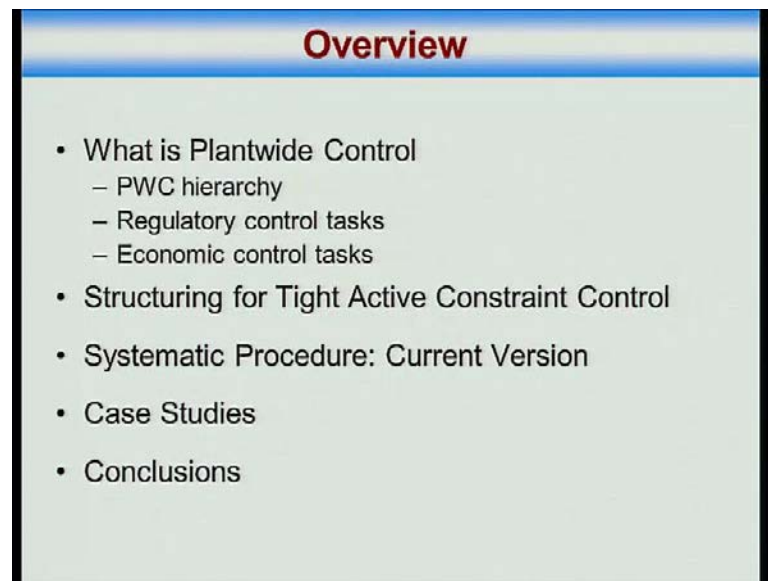 Overview
• What is Plantwide Control
– PWC hierarchy
– Regulatory control tasks
– Economic control tasks
• Structuring for Tight Active Constraint Control
• Systematic Procedure: Current Version
• Case Studies
• Conclusions